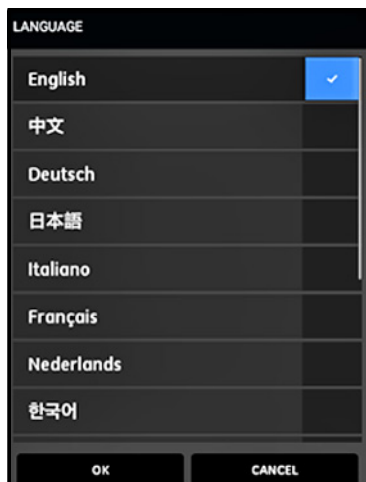 LANGUAGE
English
中文
Deutsch
日本語
Italiano
Français
Nederlands
한국어
OK CANCEL